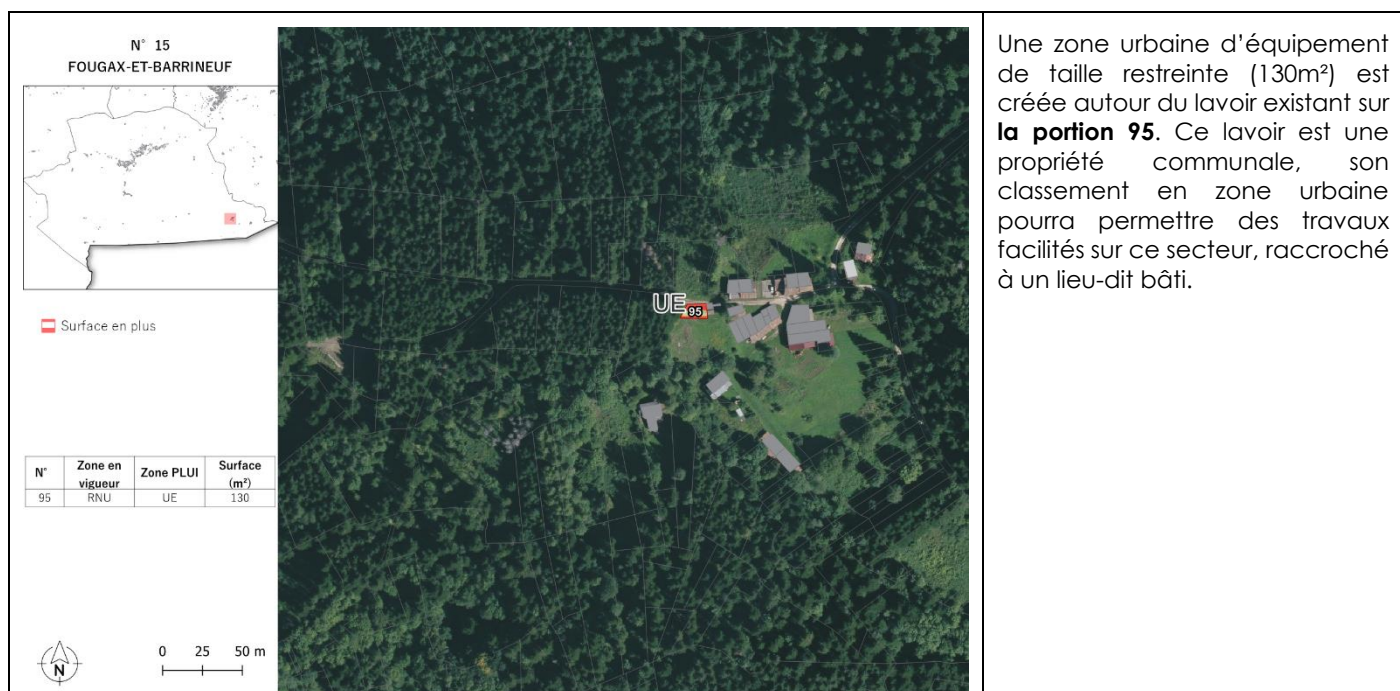 N° 15
FOUGAX-ET-BARRINEUF
Surface en plus
N° Zone en vigueur Zone PLUI Surface (m²)
95 RNU UE 130
N
0 25 50 m
UE 95
Une zone urbaine d’équipement
de taille restreinte (130m²) est
créée autour du lavoir existant sur
la portion 95. Ce lavoir est une
propriété communale, son
classement en zone urbaine
pourra permettre des travaux
facilités sur ce secteur, raccroché
à un lieu-dit bâti.